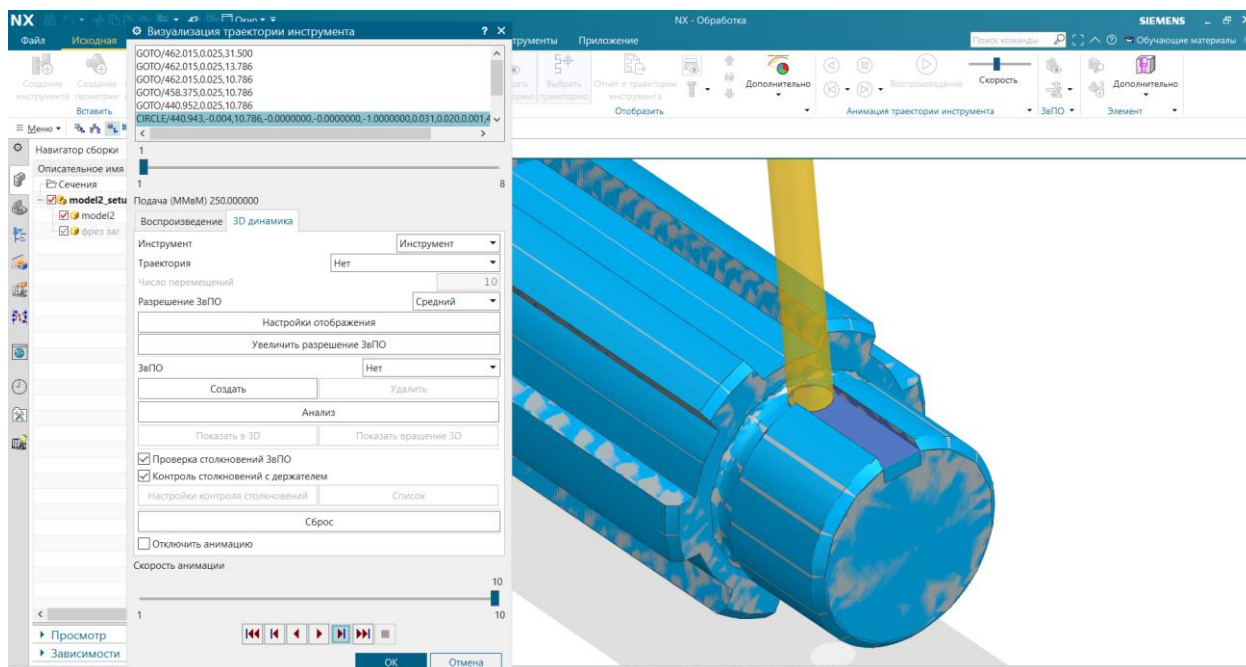 NX
Окно
NX - Обработка
SIEMENS
Файл
Исходная
Визуализация траектории инструмента
? X
Приложение
Поиск команды
Обучающие материалы
Создание инструмента
Создание геометрии
Вставить
Выбрать траекторию
Отчет о траектории инструмента
Отобразить
Дополнительно
Воспроизведение
Скорость
Анимация траектории инструмента
ЗвПО
Дополнительно
Элемент
Меню
GOTO/462.015,0.025,31.500
GOTO/462.015,0.025,13.786
GOTO/462.015,0.025,10.786
GOTO/458.375,0.025,10.786
GOTO/440.952,0.025,10.786
CIRCLE/440.943,-0.004,10.786,-0.0000000,-0.0000000,-1.0000000,0.031,0.020,0.001,4
Навигатор сборки
Описательное имя
Сечения
model2_setu
model2
фрез заг
1
1
8
Подача (ММвМ) 250.000000
Воспроизведение
3D динамика
Инструмент
Инструмент
Траектория
Нет
Число перемещений
10
Разрешение ЗвПО
Средний
Настройки отображения
Увеличить разрешение ЗвПО
ЗвПО
Нет
Создать
Удалить
Анализ
Показать в 3D
Показать вращение 3D
Проверка столкновений ЗвПО
Контроль столкновений с держателем
Настройки контроля столкновений
Список
Сброс
Отключить анимацию
Скорость анимации
10
1
10
OK
Отмена
Просмотр
Зависимости